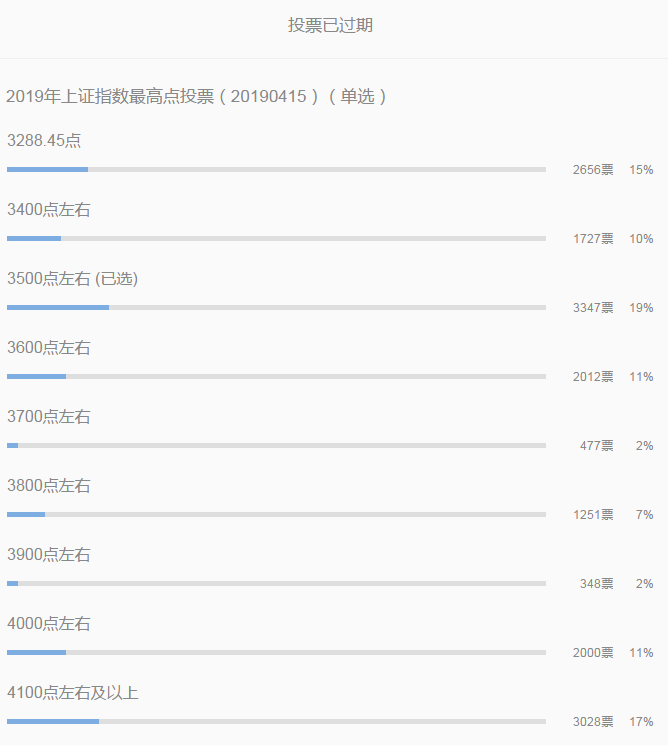 投票已过期
2019年上证指数最高点投票（20190415）（单选）
3288.45点
2656票 15%
3400点左右
1727票 10%
3500点左右 (已选)
3347票 19%
3600点左右
2012票 11%
3700点左右
477票 2%
3800点左右
1251票 7%
3900点左右
348票 2%
4000点左右
2000票 11%
4100点左右及以上
3028票 17%